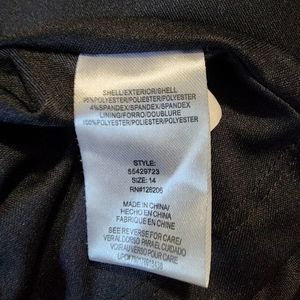 SHELL/EXTERIOR/SHELL
96%POLYESTER/POLIESTER/POLYESTER
4%SPANDEX/SPANDEX/SPANDEX
LINING/FORRO/DOUBLURE
100%POLYESTER/POLIESTER/POLYESTER
STYLE:
55429723
SIZE: 14
RN#126206
MADE IN CHINA/
HECHO EN CHINA
FABRIQUE EN CHINE
SEE REVERSE FOR CARE/
VER AL DORSO PARA EL CUIDADO
VOIR AU VERSO POUR CARE
UPC#